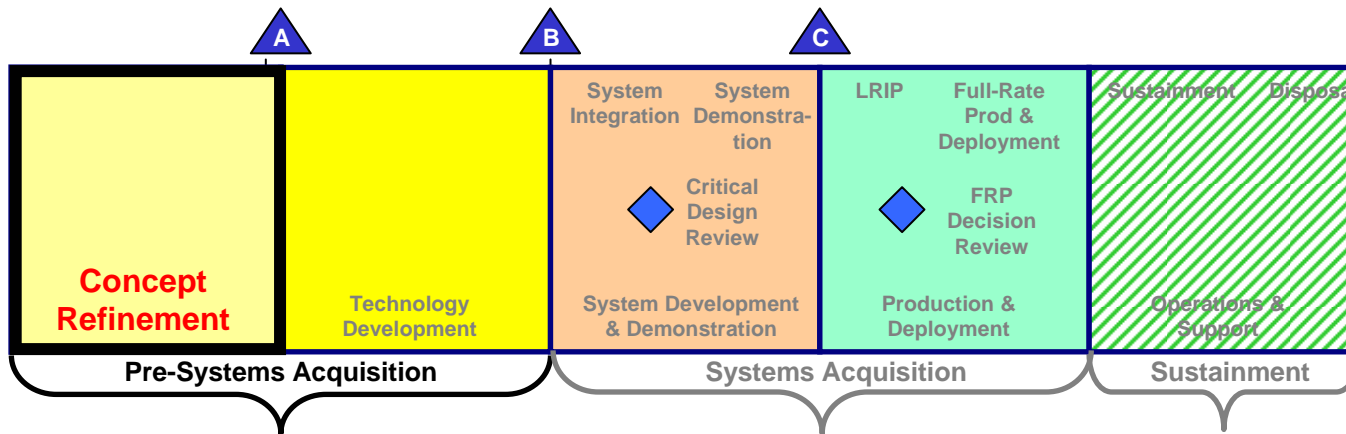 A
B
C
System
Integration
System
Demonstra-
tion
LRIP
Full-Rate
Prod &
Deployment
Sustainment
Disposa
Critical
Design
Review
FRP
Decision
Review
Concept
Refinement
Technology
Development
System Development
& Demonstration
Production &
Deployment
Operations &
Support
Pre-Systems Acquisition
Systems Acquisition
Sustainment